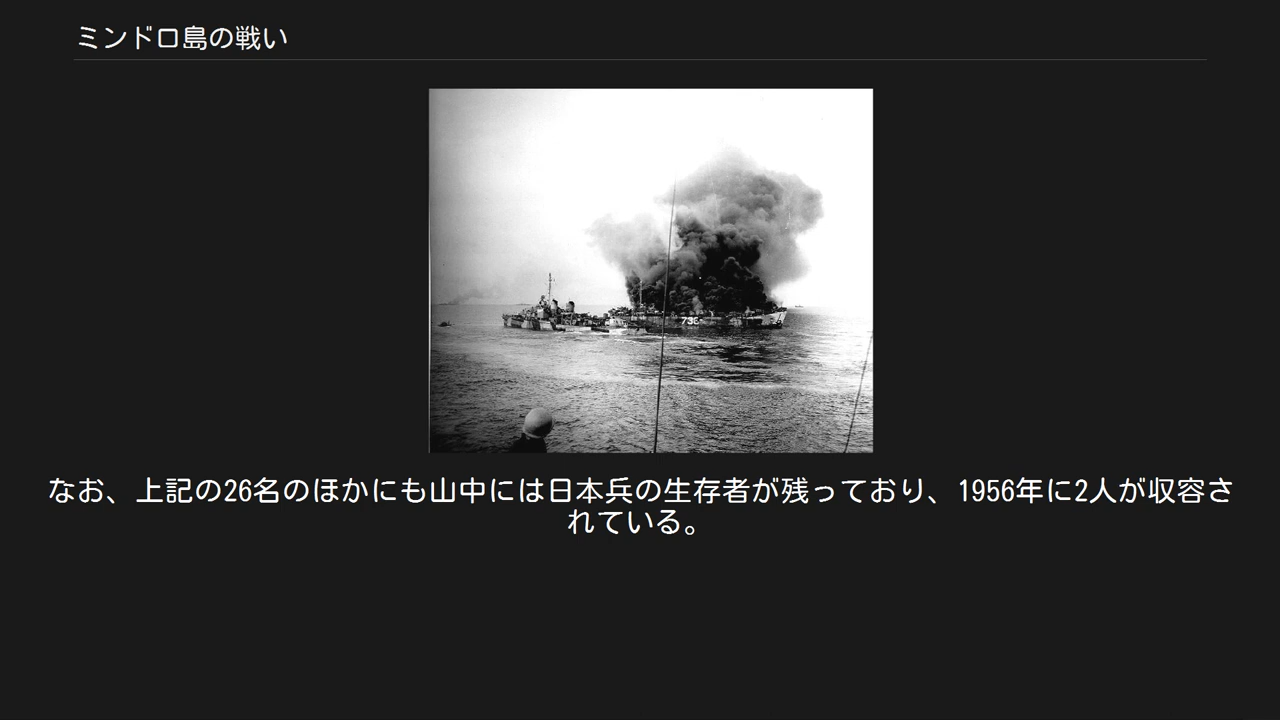 ミンドロ島の戦い
738
なお、上記の26名のほかにも山中には日本兵の生存者が残っており、1956年に2人が収容さ
れている。